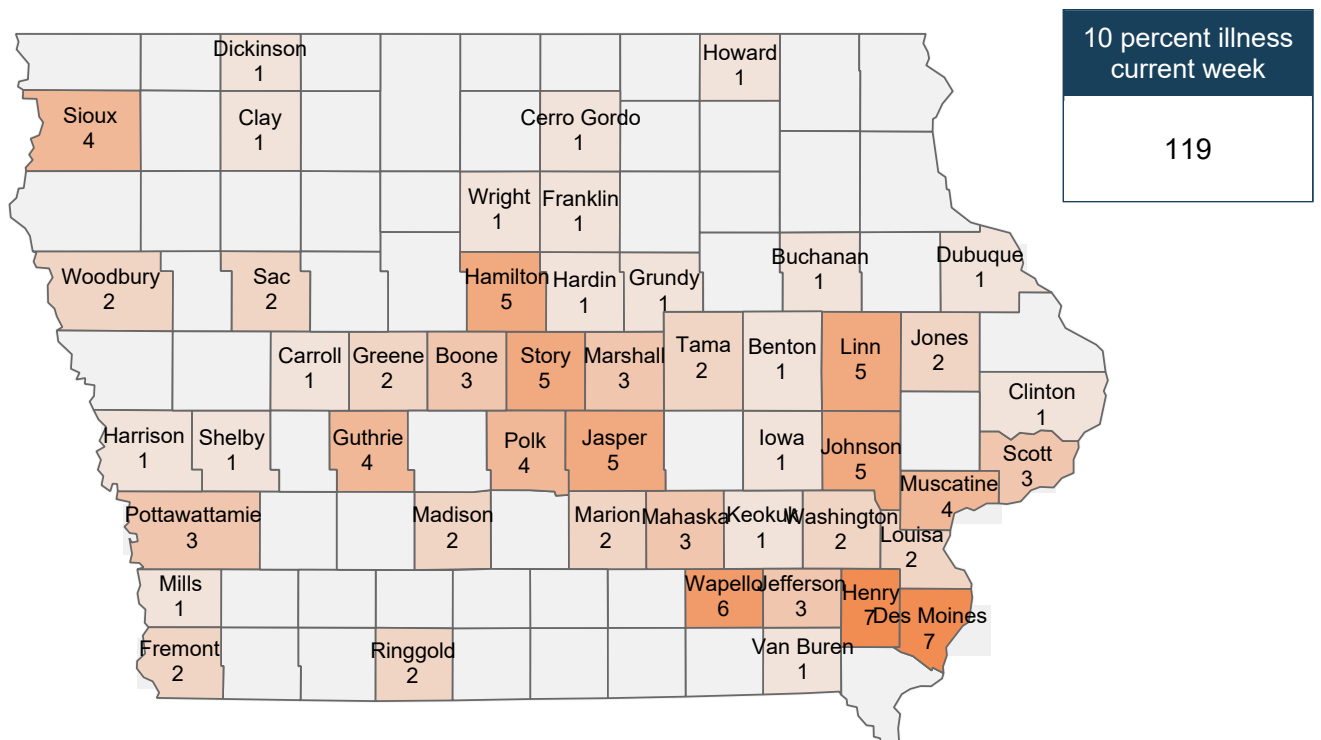 10 percent illness
current week
119
Dickinson
1
Howard
1
Sioux
4
Clay
1
Cerro Gordo
1
Wright
1
Franklin
1
Woodbury
2
Sac
2
Hamilton
5
Hardin
1
Grundy
1
Buchanan
1
Dubuque
1
Carroll
1
Greene
2
Boone
3
Story
5
Marshall
3
Tama
2
Benton
1
Linn
5
Jones
2
Clinton
1
Harrison
1
Shelby
1
Guthrie
4
Polk
4
Jasper
5
Iowa
1
Johnson
5
Scott
3
Muscatine
4
Pottawattamie
3
Madison
2
Marion
2
Mahaska
3
Keokuk
1
Washington
2
Louisa
2
Mills
1
Wapello
6
Jefferson
3
Henry
7
Des Moines
7
Fremont
2
Ringgold
2
Van Buren
1